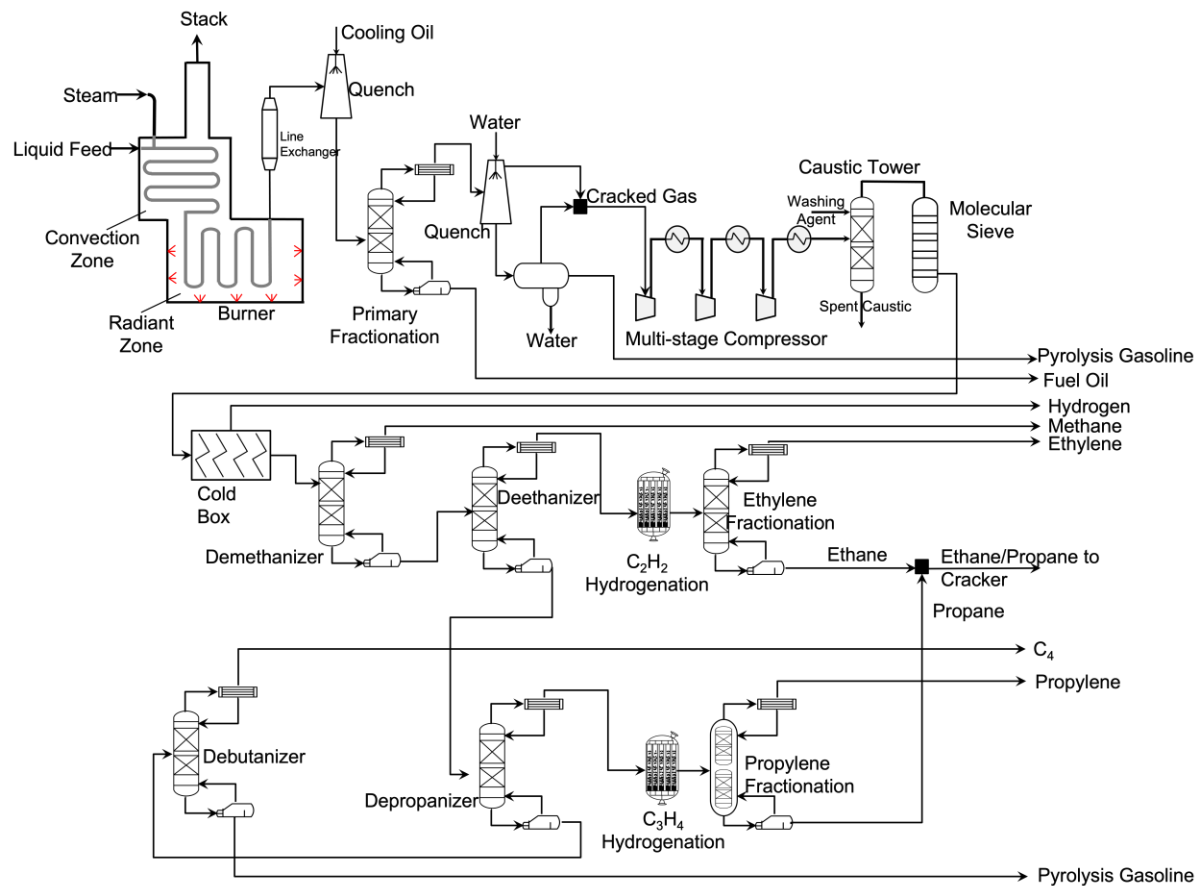 Stack
Cooling Oil
Quench
Steam
Line
Exchanger
Water
Liquid Feed
Caustic Tower
Cracked Gas
Washing
Agent
Molecular
Sieve
Quench
Convection
Zone
Spent Caustic
Radiant
Zone
Burner
Primary
Fractionation
Water
Multi-stage Compressor
Pyrolysis Gasoline
Fuel Oil
Hydrogen
Methane
Ethylene
Cold
Box
Deethanizer
Ethylene
Fractionation
Demethanizer
C₂H₂
Hydrogenation
Ethane
Ethane/Propane to
Cracker
Propane
C₄
Propylene
Debutanizer
Propylene
Fractionation
Depropanizer
C₃H₄
Hydrogenation
Pyrolysis Gasoline